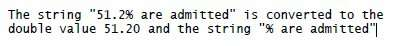 The string "51.2% are admitted" is converted to the
double value 51.20 and the string "% are admitted"